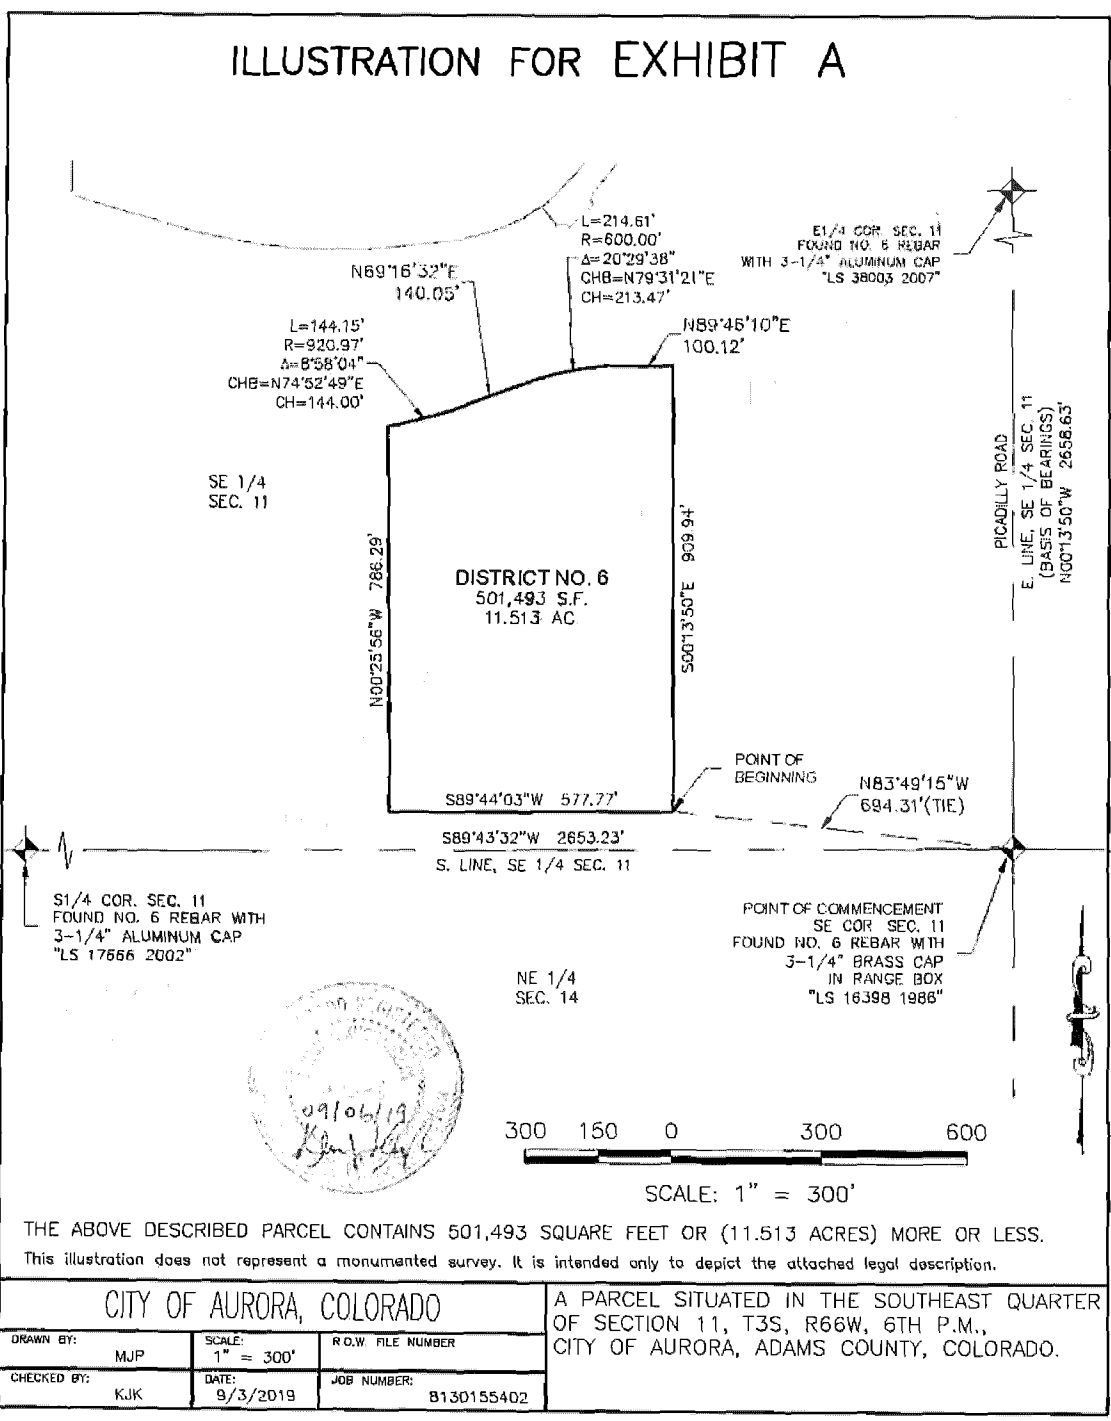 ILLUSTRATION FOR EXHIBIT A
L=214.61'
R=600.00'
Δ=20°29'38"
CHB=N79°31'21"E
CH=213.47'
E1/4 COR. SEC. 11
FOUND NO. 6 REBAR
WITH 3-1/4" ALUMINUM CAP
"LS 38003 2007"
N69°16'32"E
140.05'
N89°46'10"E
100.12'
L=144.15'
R=920.97'
Δ=8°58'04"
CHB=N74°52'49"E
CH=144.00'
SE 1/4
SEC. 11
PICADILLY ROAD
E. LINE, SE 1/4 SEC. 11
(BASIS OF BEARINGS)
N00°13'50"W 2658.63'
N00°25'56"W 786.29'
DISTRICT NO. 6
501,493 S.F.
11.513 AC
S00°13'50"E 909.94'
POINT OF
BEGINNING
N83°49'15"W
694.31'(TIE)
S89°44'03"W 577.77'
S89°43'32"W 2653.23'
S. LINE, SE 1/4 SEC. 11
S1/4 COR. SEC. 11
FOUND NO. 6 REBAR WITH
3-1/4" ALUMINUM CAP
"LS 17666 2002"
POINT OF COMMENCEMENT
SE COR SEC. 11
FOUND NO. 6 REBAR WITH
3-1/4" BRASS CAP
IN RANGE BOX
"LS 16398 1986"
NE 1/4
SEC. 14
09/06/19
300 150 0 300 600
SCALE: 1" = 300'
THE ABOVE DESCRIBED PARCEL CONTAINS 501,493 SQUARE FEET OR (11.513 ACRES) MORE OR LESS.
This illustration does not represent a monumented survey. It is intended only to depict the attached legal description.
CITY OF AURORA, COLORADO
DRAWN BY:
MJP
SCALE:
1" = 300'
R.O.W. FILE NUMBER
CHECKED BY:
KJK
DATE:
9/3/2019
JOB NUMBER:
8130155402
A PARCEL SITUATED IN THE SOUTHEAST QUARTER
OF SECTION 11, T3S, R66W, 6TH P.M.,
CITY OF AURORA, ADAMS COUNTY, COLORADO.